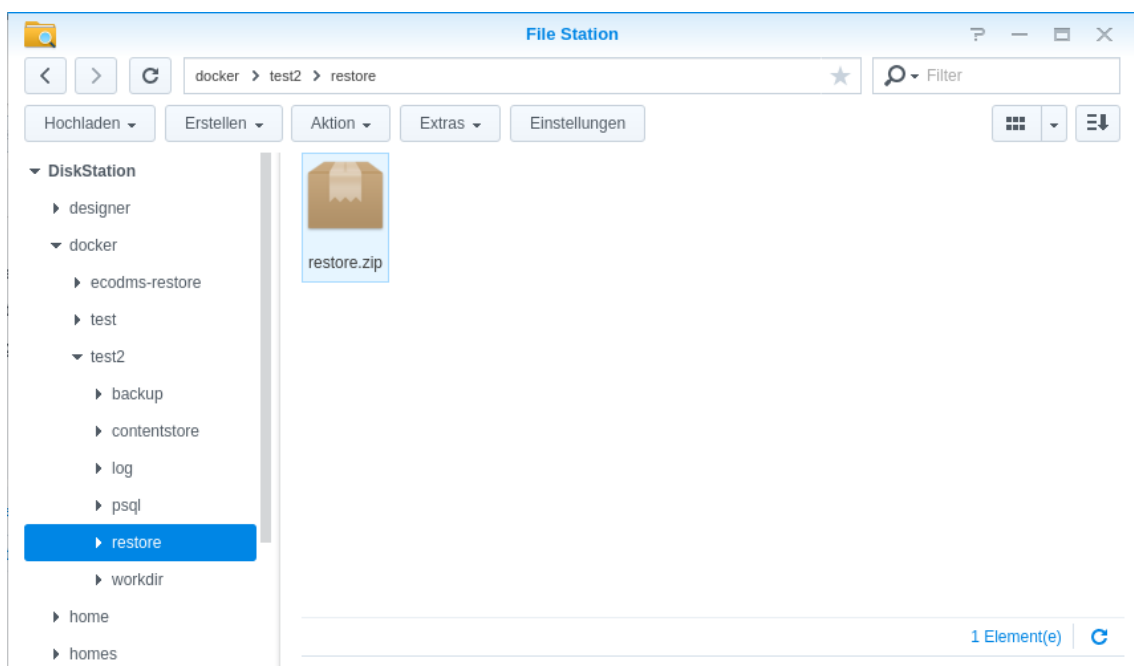 File Station
docker > test2 > restore
Filter
Hochladen
Erstellen
Aktion
Extras
Einstellungen
DiskStation
designer
docker
ecodms-restore
test
test2
backup
contentstore
log
psql
restore
workdir
home
homes
restore.zip
1 Element(e)